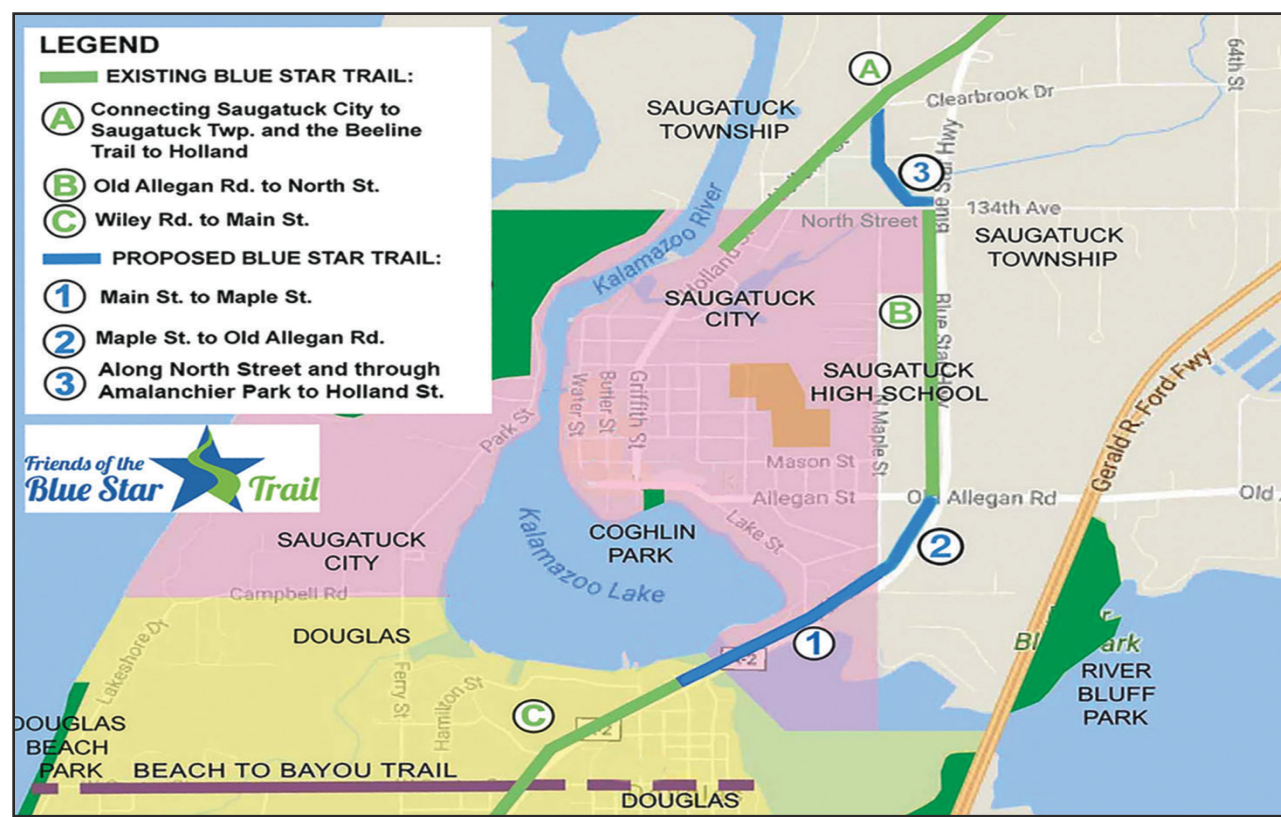 LEGEND
EXISTING BLUE STAR TRAIL:
A
Connecting Saugatuck City to
Saugatuck Twp. and the Beeline
Trail to Holland
B
Old Allegan Rd. to North St.
C
Wiley Rd. to Main St.
PROPOSED BLUE STAR TRAIL:
1
Main St. to Maple St.
2
Maple St. to Old Allegan Rd.
3
Along North Street and through
Amalanchier Park to Holland St.
Friends of the
Blue Star Trail
A
64th St
Clearbrook Dr
SAUGATUCK
TOWNSHIP
3
Blue Star Hwy
134th Ave
North Street
Kalamazoo River
SAUGATUCK
TOWNSHIP
Holland St
SAUGATUCK
CITY
B
Blue Star Hwy
SAUGATUCK
HIGH SCHOOL
Gerald R. Ford Fwy
Water St
Butler St
Griffith St
N Maple St
Park St
Mason St
Allegan St
Old Allegan Rd
Old
Lake St
COGHLIN
PARK
Kalamazoo Lake
2
SAUGATUCK
CITY
Campbell Rd
DOUGLAS
1
Lakeshore Dr
Ferry St
Hamilton St
RIVER
BLUFF
PARK
C
DOUGLAS
BEACH
PARK
BEACH TO BAYOU TRAIL
DOUGLAS